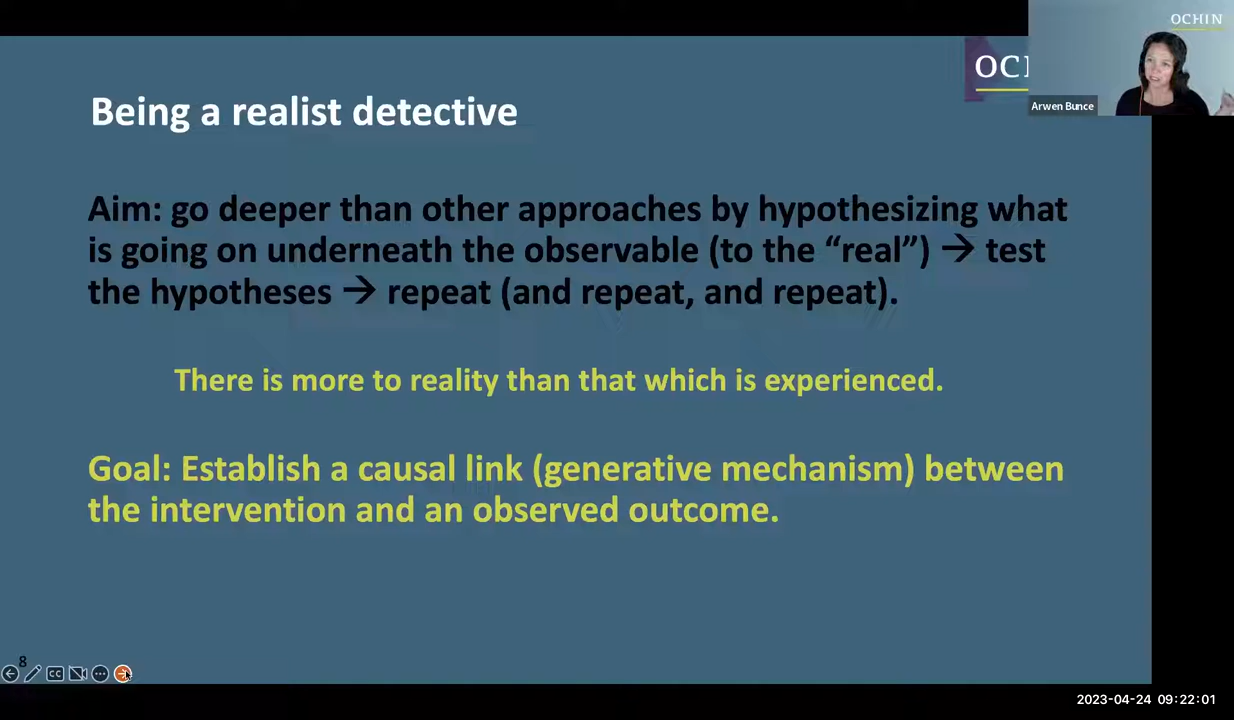 OCHIN
OCI
Arwen Bunce
Being a realist detective
Aim: go deeper than other approaches by hypothesizing what
is going on underneath the observable (to the “real”) → test
the hypotheses → repeat (and repeat, and repeat).
There is more to reality than that which is experienced.
Goal: Establish a causal link (generative mechanism) between
the intervention and an observed outcome.
8
CC
2023-04-24 09:22:01